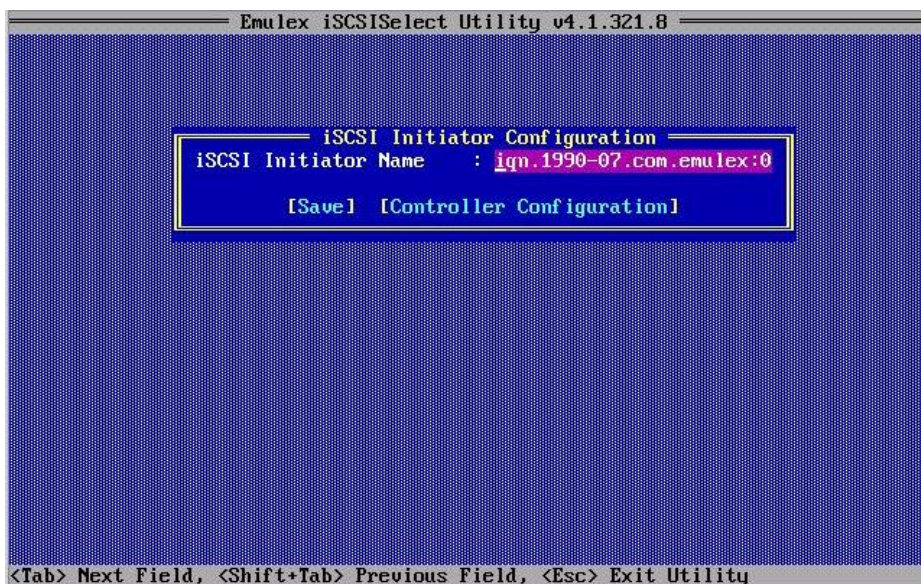 Emulex iSCSISelect Utility v4.1.321.8
iSCSI Initiator Configuration
iSCSI Initiator Name : iqn.1990-07.com.emulex:0
[Save] [Controller Configuration]
<Tab> Next Field, <Shift+Tab> Previous Field, <Esc> Exit Utility